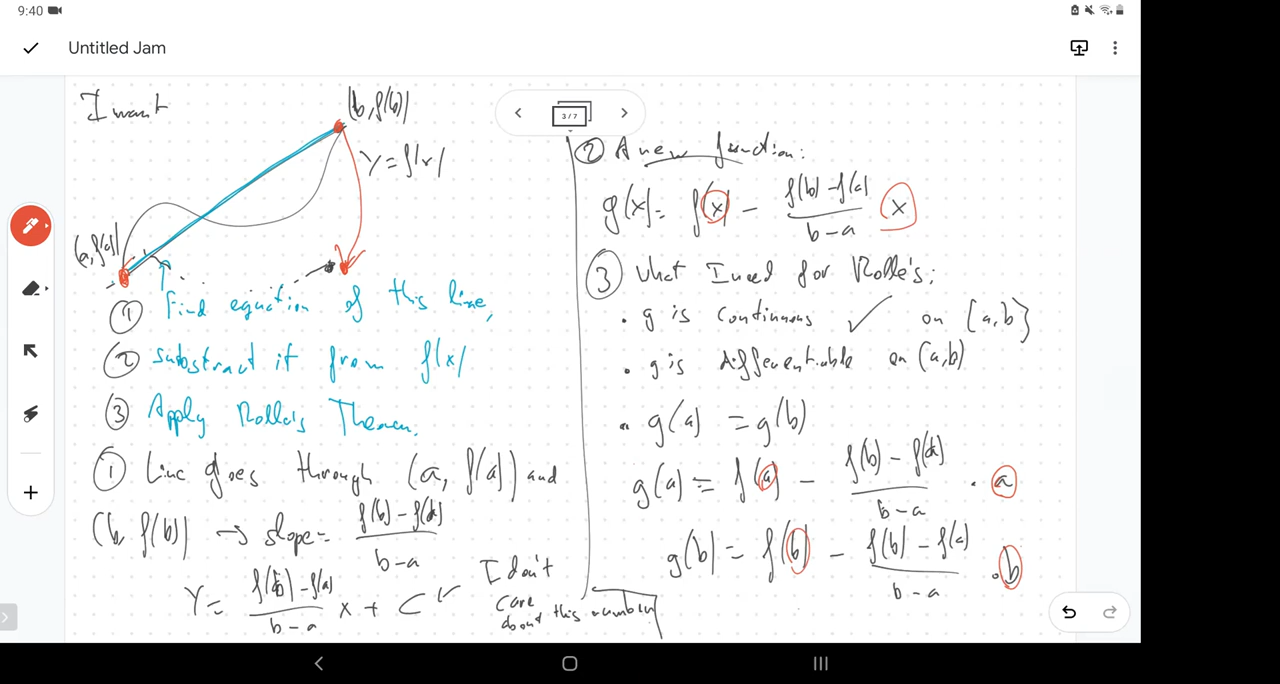 9:40
Untitled Jam
3/7
I want
(b, f(b))
y = f(x)
(a, f(a))
① Find equation of this line,
② Substract it from f(x)
③ Apply Rolle's Theorem.
① Line goes through (a, f(a)) and
(b, f(b)) → slope = f(b) - f(a) / b - a
Y = f(b) - f(a) / b - a x + C
I don't
care
about this number
② A new function:
g(x) = f(x) - f(b) - f(a) / b - a x
③ What I need for Rolle's:
• g is continuous ✓ on [a,b]
• g is differentiable on (a,b)
• g(a) = g(b)
g(a) = f(a) - f(b) - f(a) / b - a · a
g(b) = f(b) - f(b) - f(a) / b - a · b